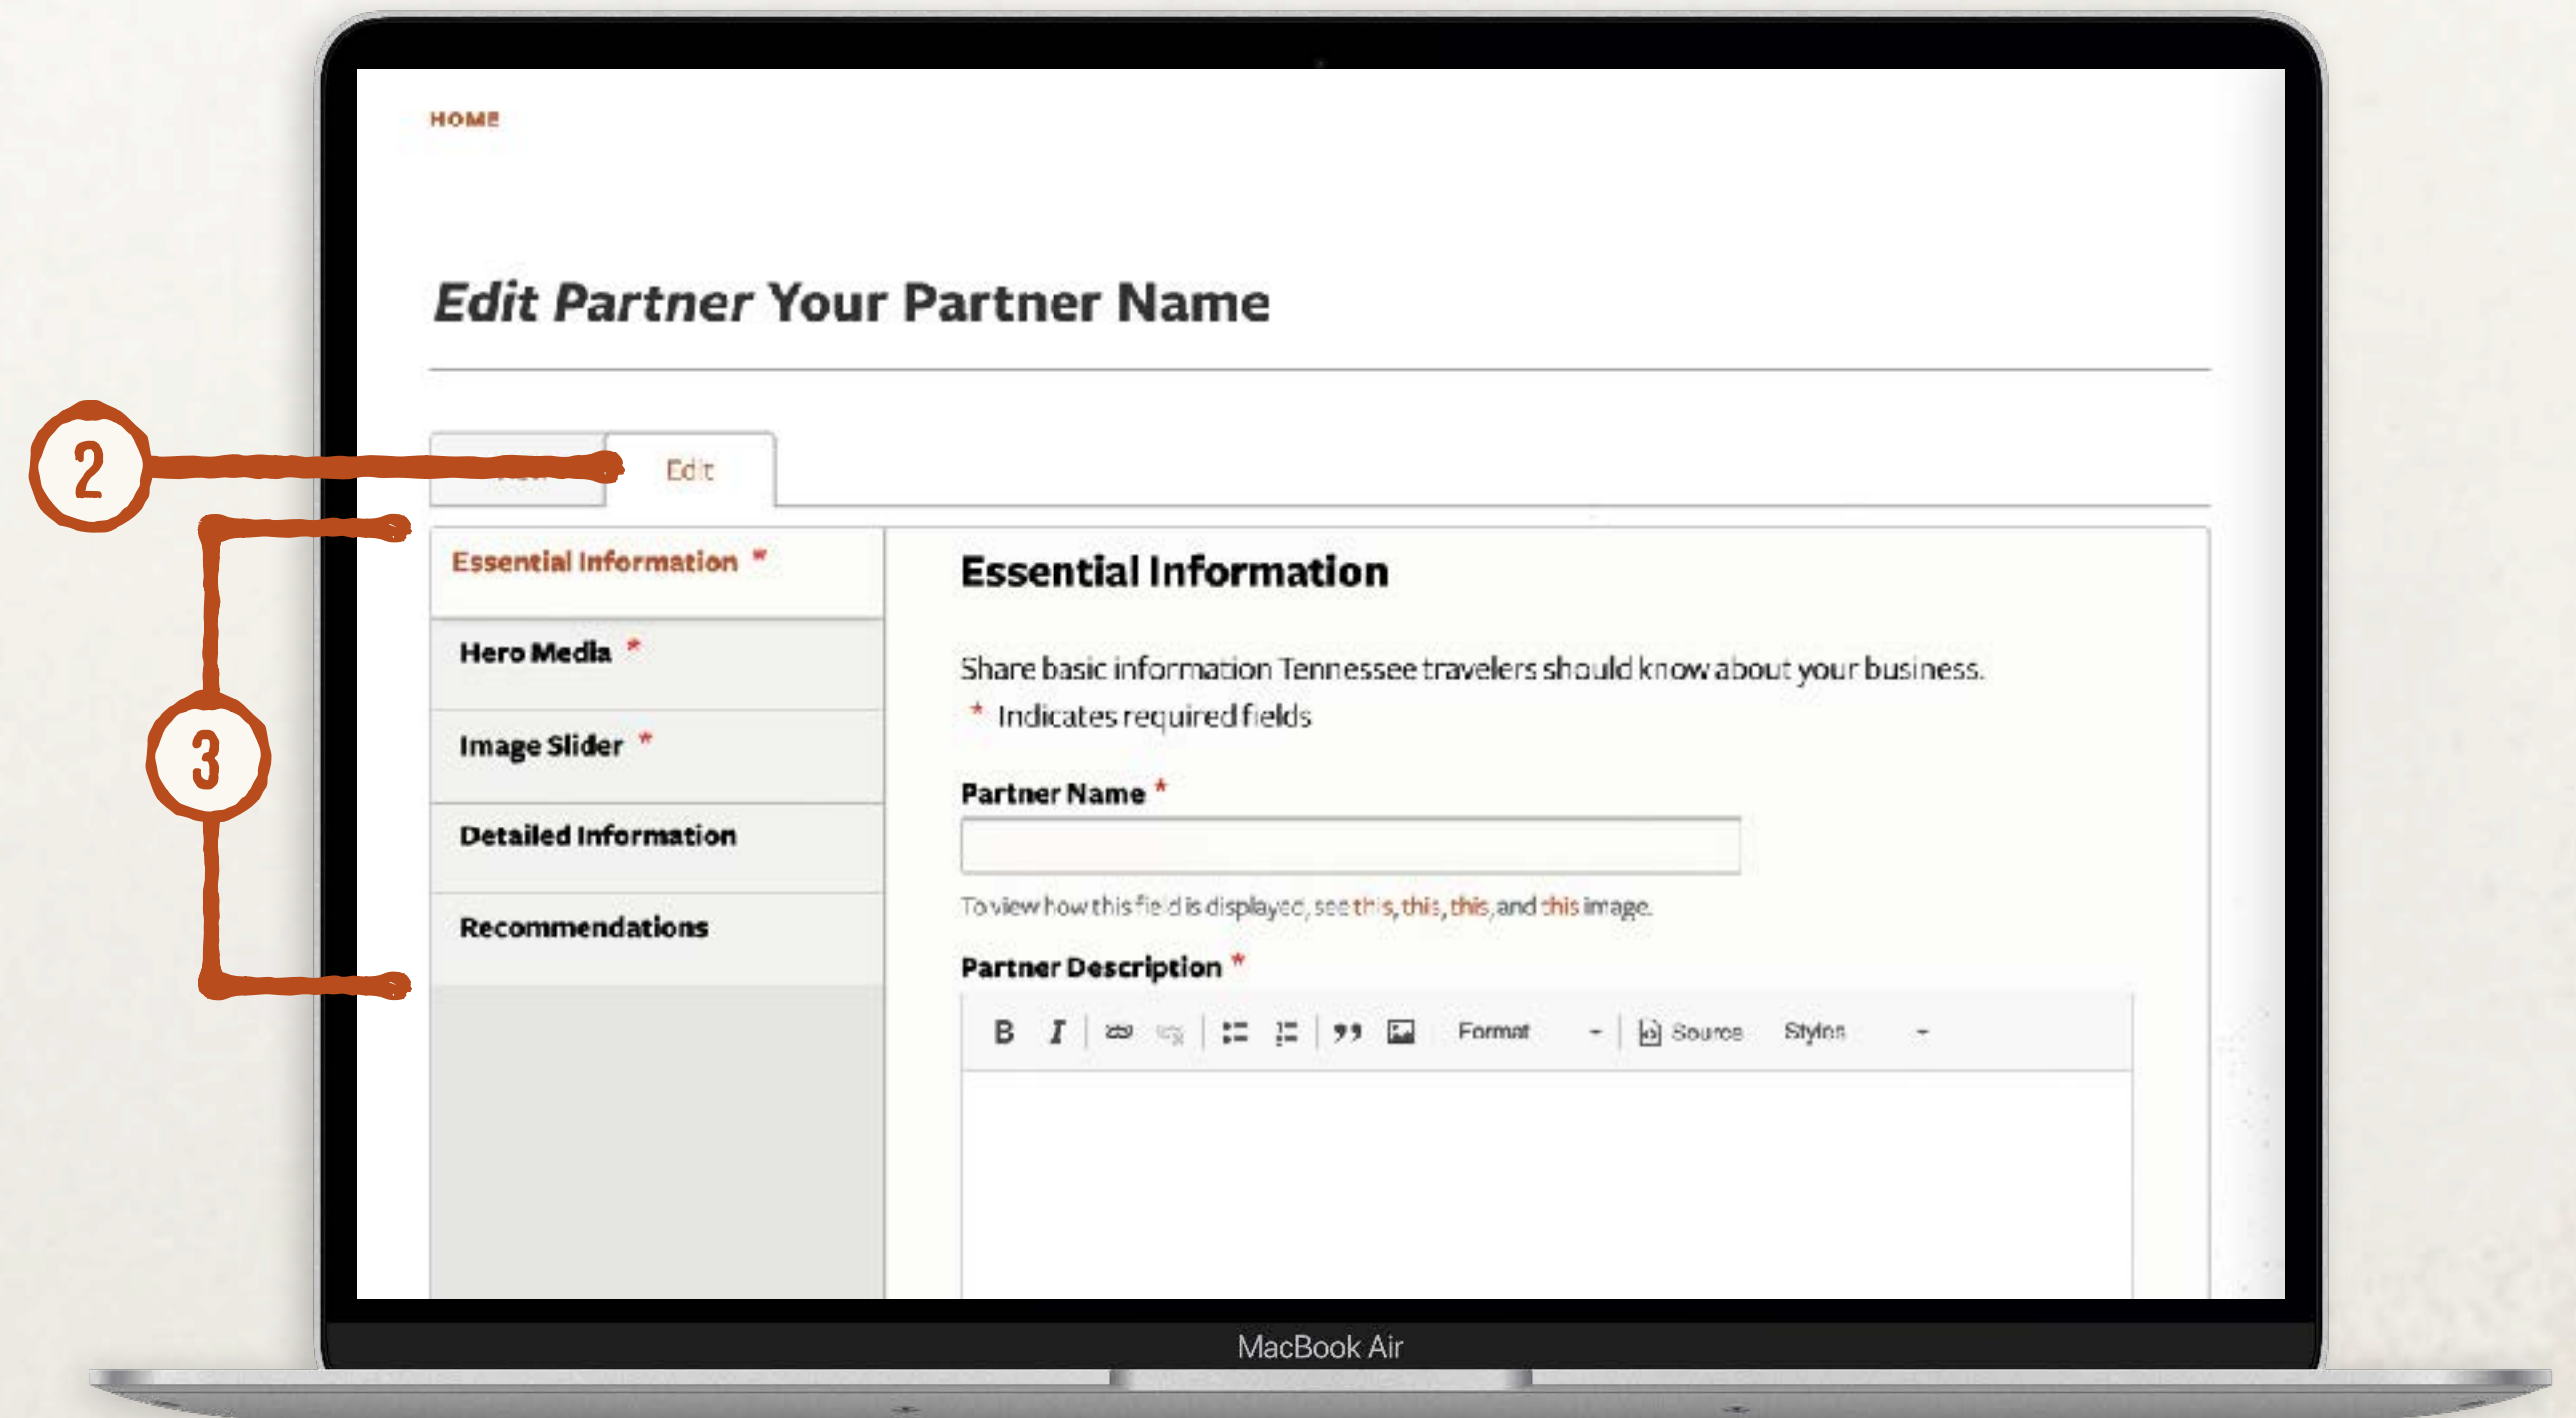 HOME
Edit Partner Your Partner Name
2
Edit
Essential Information *
Hero Media *
Image Slider *
3
Detailed Information
Recommendations
Essential Information
Share basic information Tennessee travelers should know about your business.
* Indicates required fields
Partner Name *
To view how this field is displayed, see this, this, this, and this image.
Partner Description *
B I Format Source Styles
MacBook Air